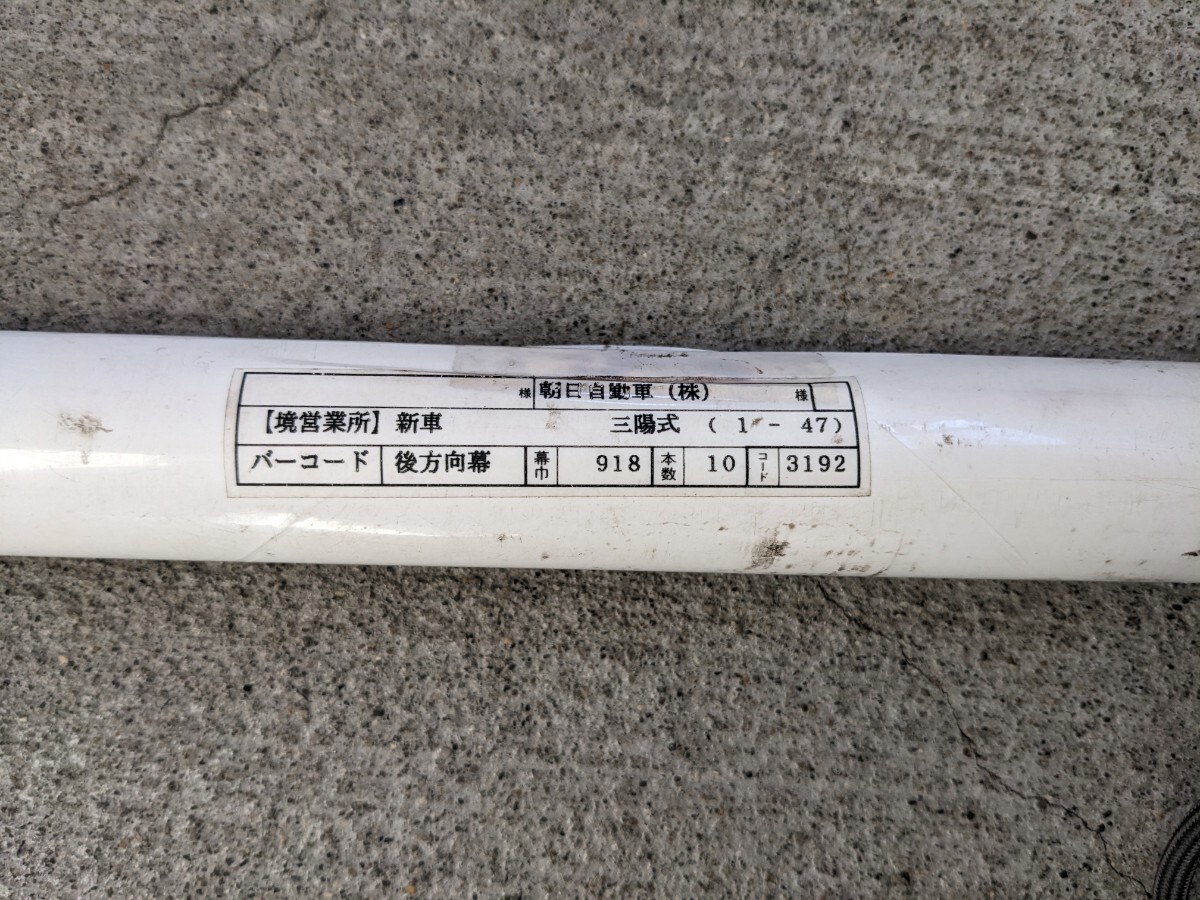 様 朝日自動車(株) 様
【境営業所】新車 三陽式 (1 - 47)
バーコード 後方向幕 幕巾 918 本数 10 コード 3192